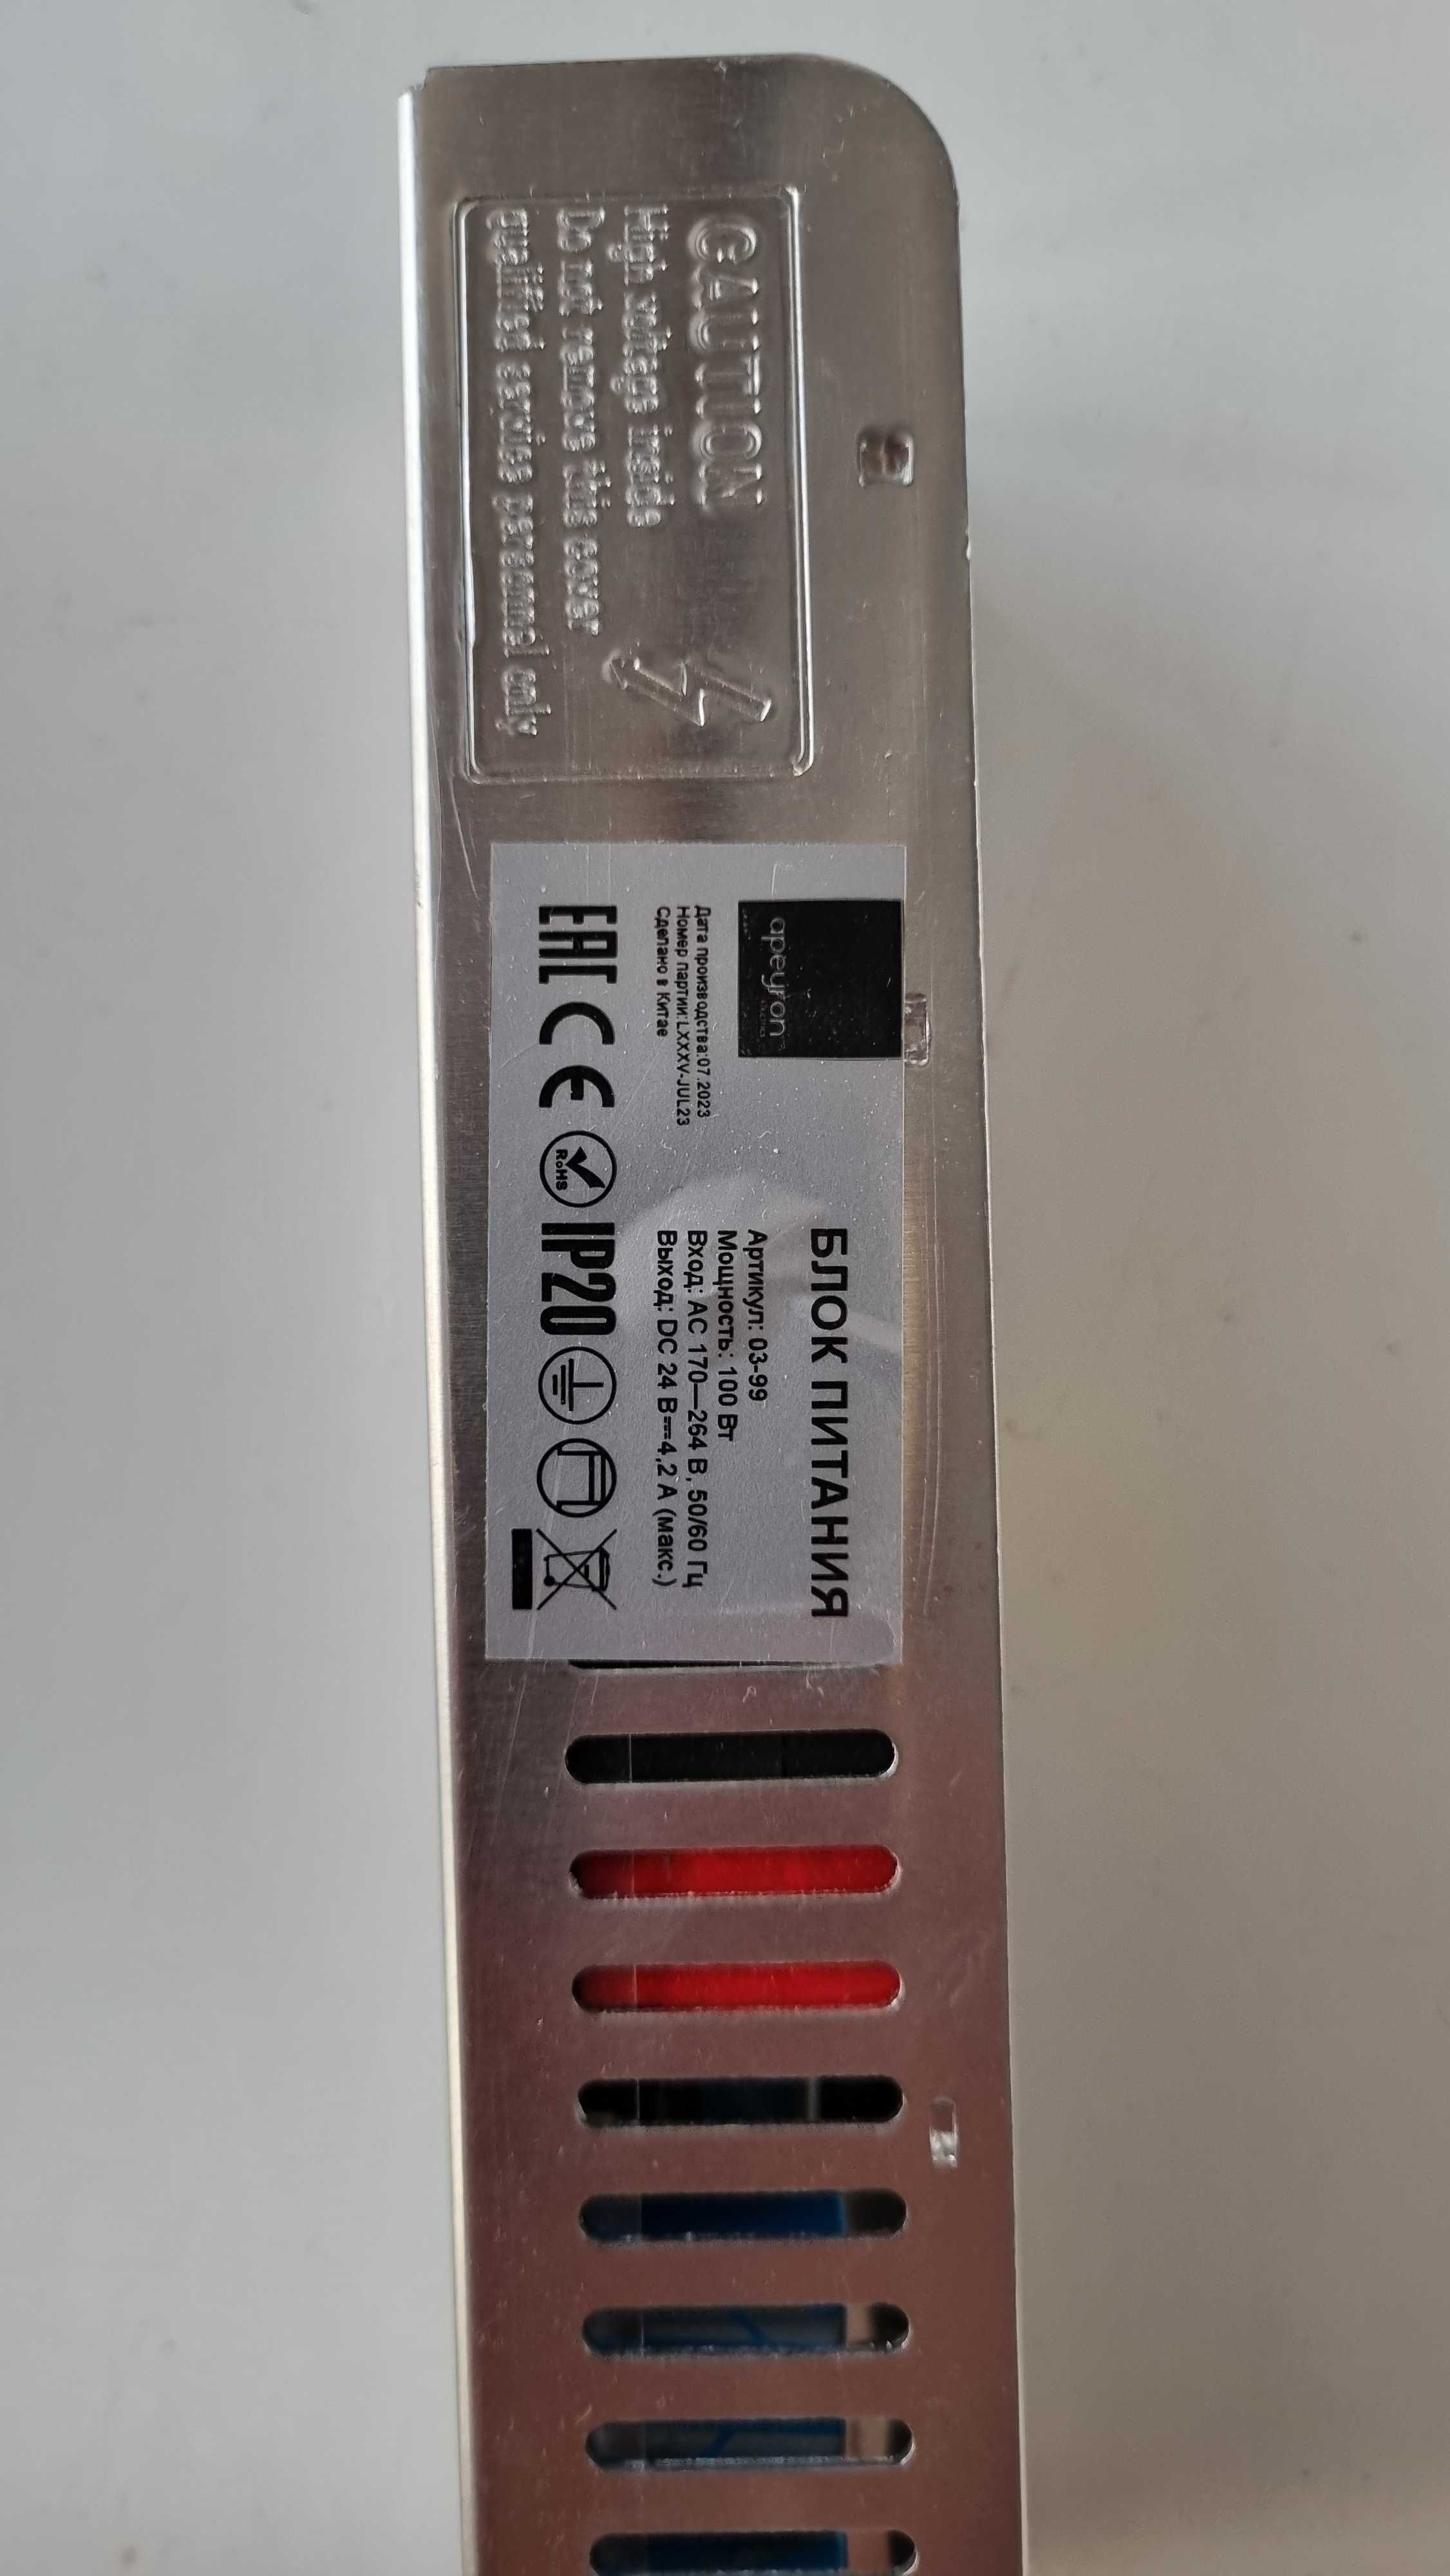 CAUTION
High voltage inside
Do not remove this cover
qualified service personnel only
apeyron
Дата производства:07.2023
Номер партии:LXXXV-JUL23
Сделано в Китае
БЛОК ПИТАНИЯ
Артикул: 03-99
Мощность: 100 Вт
Вход: AC 170—264 В, 50/60 Гц
Выход: DC 24 В⎓4,2 А (макс.)
EAC CE RoHS IP20